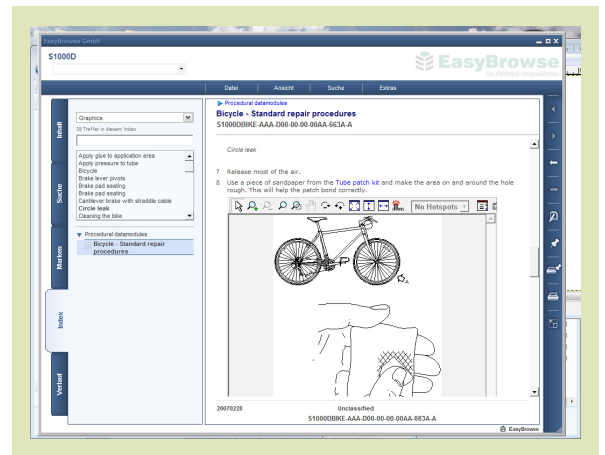 EasyBrowse GmbH
S1000D
EasyBrowse
Ein OVIDIUS Unternehmen
Datei | Ansicht | Suche | Extras
Inhalt
Suche
Marken
Index
Verlauf
Graphics
39 Treffer in diesem Index
Apply glue to application area
Apply pressure to tube
Bicycle
Brake lever pivots
Brake pad seating
Brake pad seating
Cantilever brake with straddle cable
Circle leak
Cleaning the bike
Procedural datamodules
Bicycle - Standard repair
procedures
Procedural datamodules
Bicycle - Standard repair procedures
S1000DBIKE-AAA-D00-00-00-00AA-663A-A
Circle leak
7. Release most of the air.
8. Use a piece of sandpaper from the Tube patch kit and make the area on and around the hole
rough. This will help the patch bond correctly.
No Hotspots
A
20070228
Unclassified
S1000DBIKE-AAA-D00-00-00-00AA-663A-A
EasyBrowse